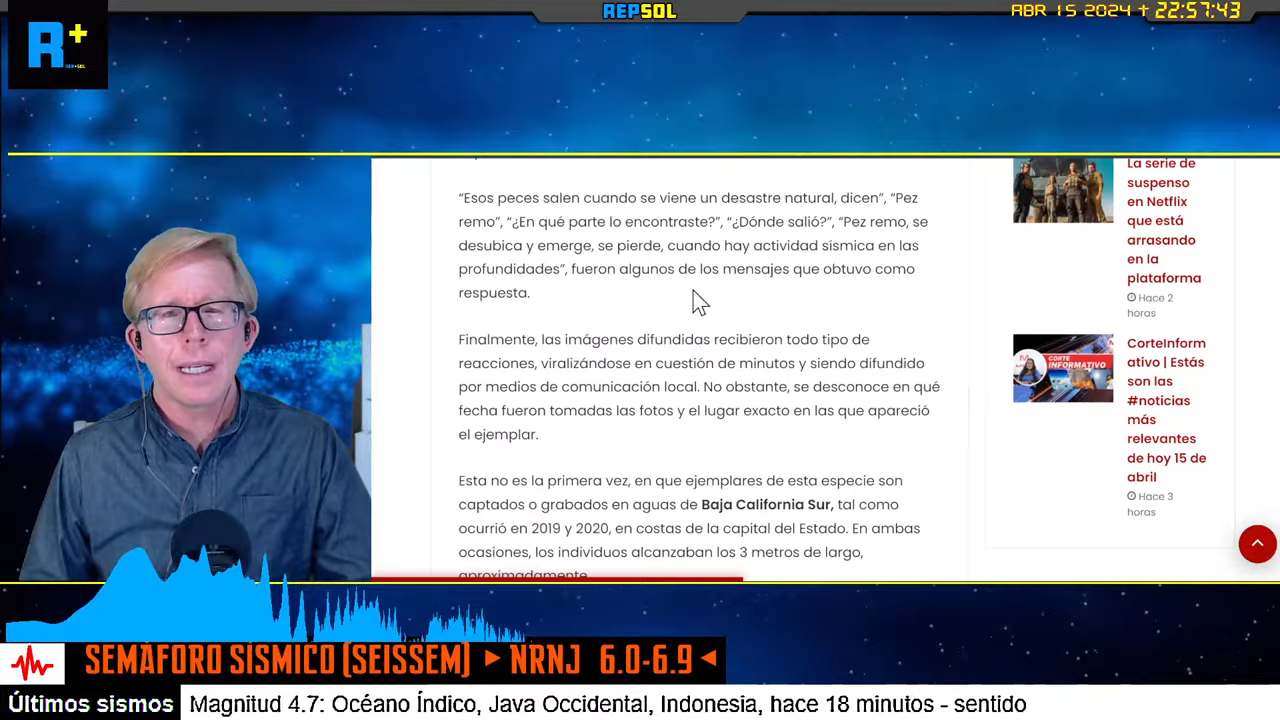 REPSOL
ABR 15 2024 † 22:57:43
R+
REP+SOL
“Esos peces salen cuando se viene un desastre natural, dicen”, “Pez
remo”, “¿En qué parte lo encontraste?”, “¿Dónde salió?”, “Pez remo, se
desubica y emerge, se pierde, cuando hay actividad sísmica en las
profundidades”, fueron algunos de los mensajes que obtuvo como
respuesta.
Finalmente, las imágenes difundidas recibieron todo tipo de
reacciones, viralizándose en cuestión de minutos y siendo difundido
por medios de comunicación local. No obstante, se desconoce en qué
fecha fueron tomadas las fotos y el lugar exacto en las que apareció
el ejemplar.
Esta no es la primera vez, en que ejemplares de esta especie son
captados o grabados en aguas de Baja California Sur, tal como
ocurrió en 2019 y 2020, en costas de la capital del Estado. En ambas
ocasiones, los individuos alcanzaban los 3 metros de largo,
aproximadamente.
La serie de
suspenso
en Netflix
que está
arrasando
en la
plataforma
Hace 2
horas
CORTE
INFORMATIVO
CorteInform
ativo | Estás
son las
#noticias
más
relevantes
de hoy 15 de
abril
Hace 3
horas
SEMÁFORO SÍSMICO (SEISSEM) ► NRNJ 6.0-6.9 ◄
Últimos sismos
Magnitud 4.7: Océano Índico, Java Occidental, Indonesia, hace 18 minutos - sentido